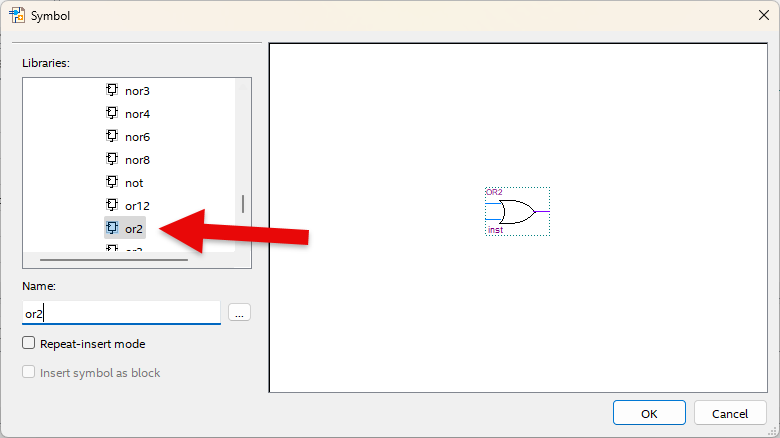 Symbol
Libraries:
nor3
nor4
nor6
nor8
not
or12
or2
Name:
or2
...
Repeat-insert mode
Insert symbol as block
OR2
inst
OK
Cancel